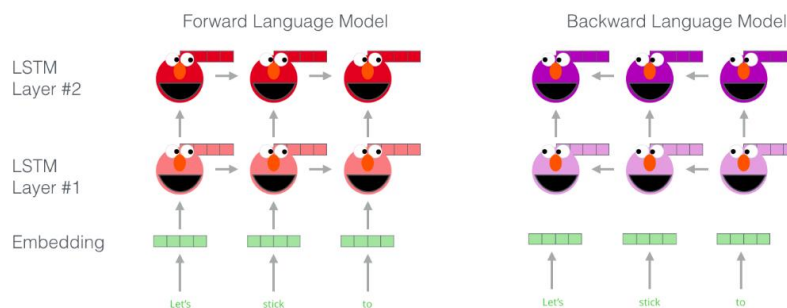 Forward Language Model
Backward Language Model
LSTM
Layer #2
LSTM
Layer #1
Embedding
Let's stick to
Let's stick to